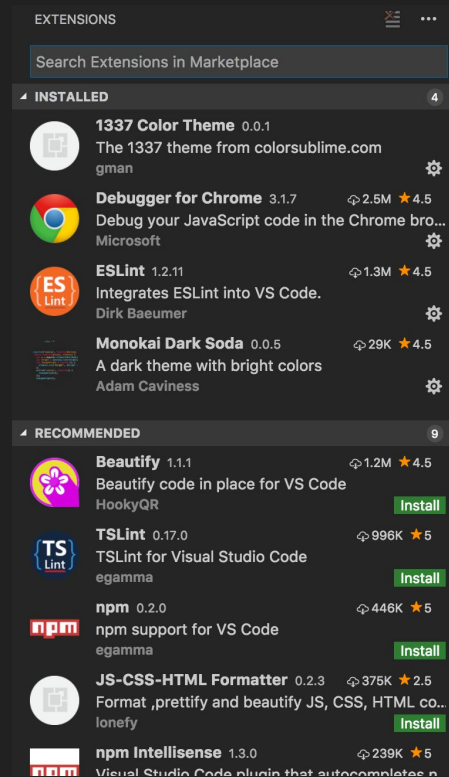 EXTENSIONS
Search Extensions in Marketplace
INSTALLED 4
1337 Color Theme 0.0.1
The 1337 theme from colorsublime.com
gman
Debugger for Chrome 3.1.7 2.5M 4.5
Debug your JavaScript code in the Chrome bro...
Microsoft
ES
Lint
ESLint 1.2.11 1.3M 4.5
Integrates ESLint into VS Code.
Dirk Baeumer
Monokai Dark Soda 0.0.5 29K 4.5
A dark theme with bright colors
Adam Caviness
RECOMMENDED 9
Beautify 1.1.1 1.2M 4.5
Beautify code in place for VS Code
HookyQR Install
TS
Lint
TSLint 0.17.0 996K 5
TSLint for Visual Studio Code
egamma Install
npm
npm 0.2.0 446K 5
npm support for VS Code
egamma Install
JS-CSS-HTML Formatter 0.2.3 375K 2.5
Format ,prettify and beautify JS, CSS, HTML co...
lonefy Install
npm
npm Intellisense 1.3.0 239K 5
Visual Studio Code plugin that autocompletes n